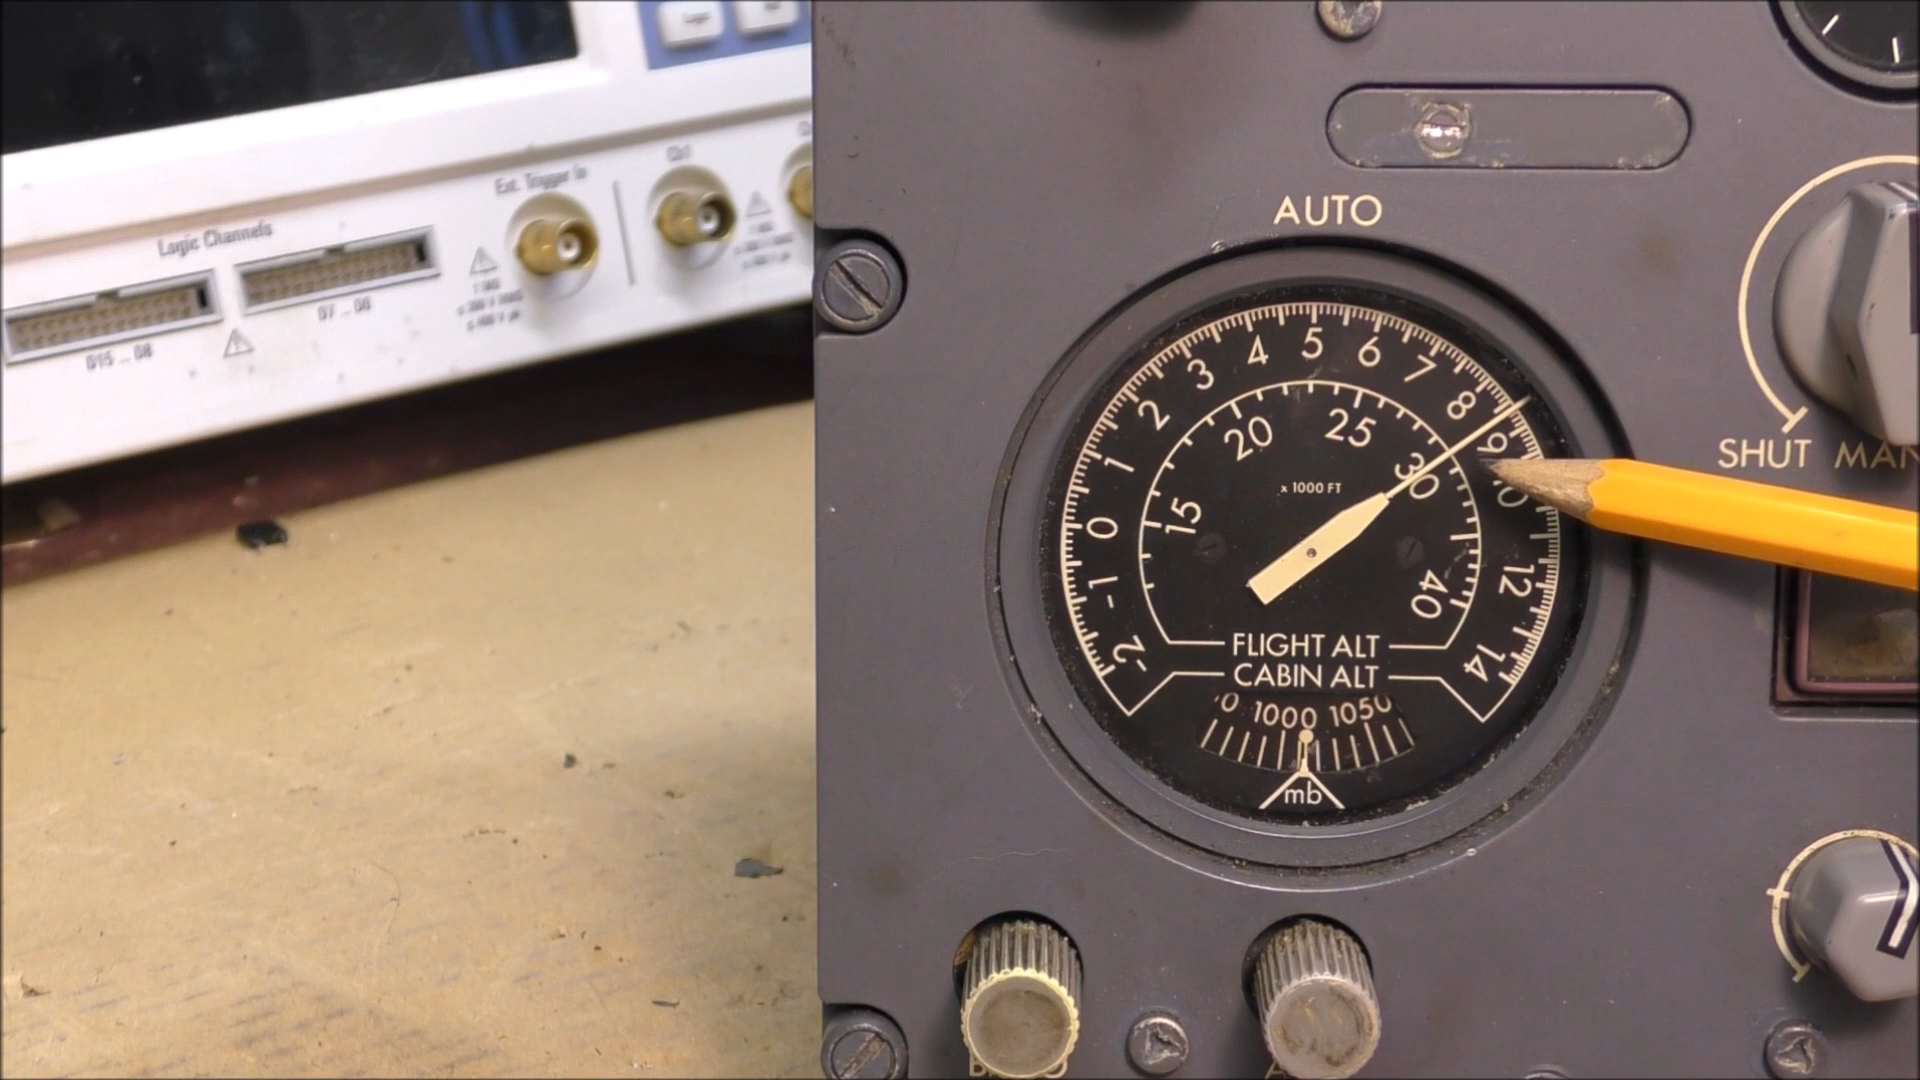 Ext. Trigger In
Ch1
Logic Channels
D15 .. D8
D7 .. D0
AUTO
SHUT MAN
-2 -1 0 1 2 3 4 5 6 7 8 9 12 14
15 20 25 30 40
x 1000 FT
FLIGHT ALT
CABIN ALT
1000 1050
mb